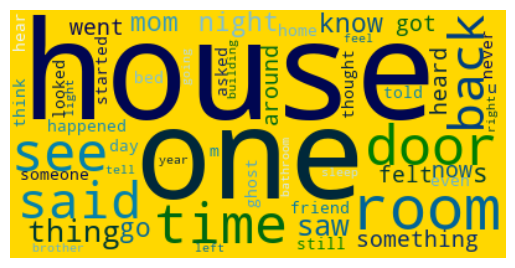 hear
went
mom
night
home
know
got
house
back
think
looked
light
started
bed
going
asked
building
around
thought
feel
told
heard
never
u
right
happened
see
day
tell
someone
one
year
m
ghost
bathroom
sleep
door
felt
now
s
even
said
thing
go
time
left
brother
friend
still
saw
room
something